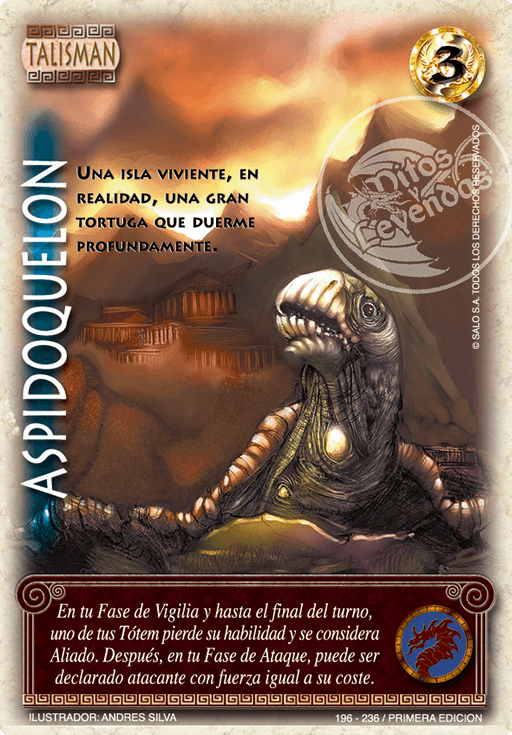 TALISMAN
3
ASPIDOQUELON
UNA ISLA VIVIENTE, EN
REALIDAD, UNA GRAN
TORTUGA QUE DUERME
PROFUNDAMENTE.
Mitos
y
Leyendas
© SALO S.A. TODOS LOS DERECHOS RESERVADOS
En tu Fase de Vigilia y hasta el final del turno,
uno de tus Tótem pierde su habilidad y se considera
Aliado. Después, en tu Fase de Ataque, puede ser
declarado atacante con fuerza igual a su coste.
ILUSTRADOR: ANDRES SILVA
196 - 236 / PRIMERA EDICION